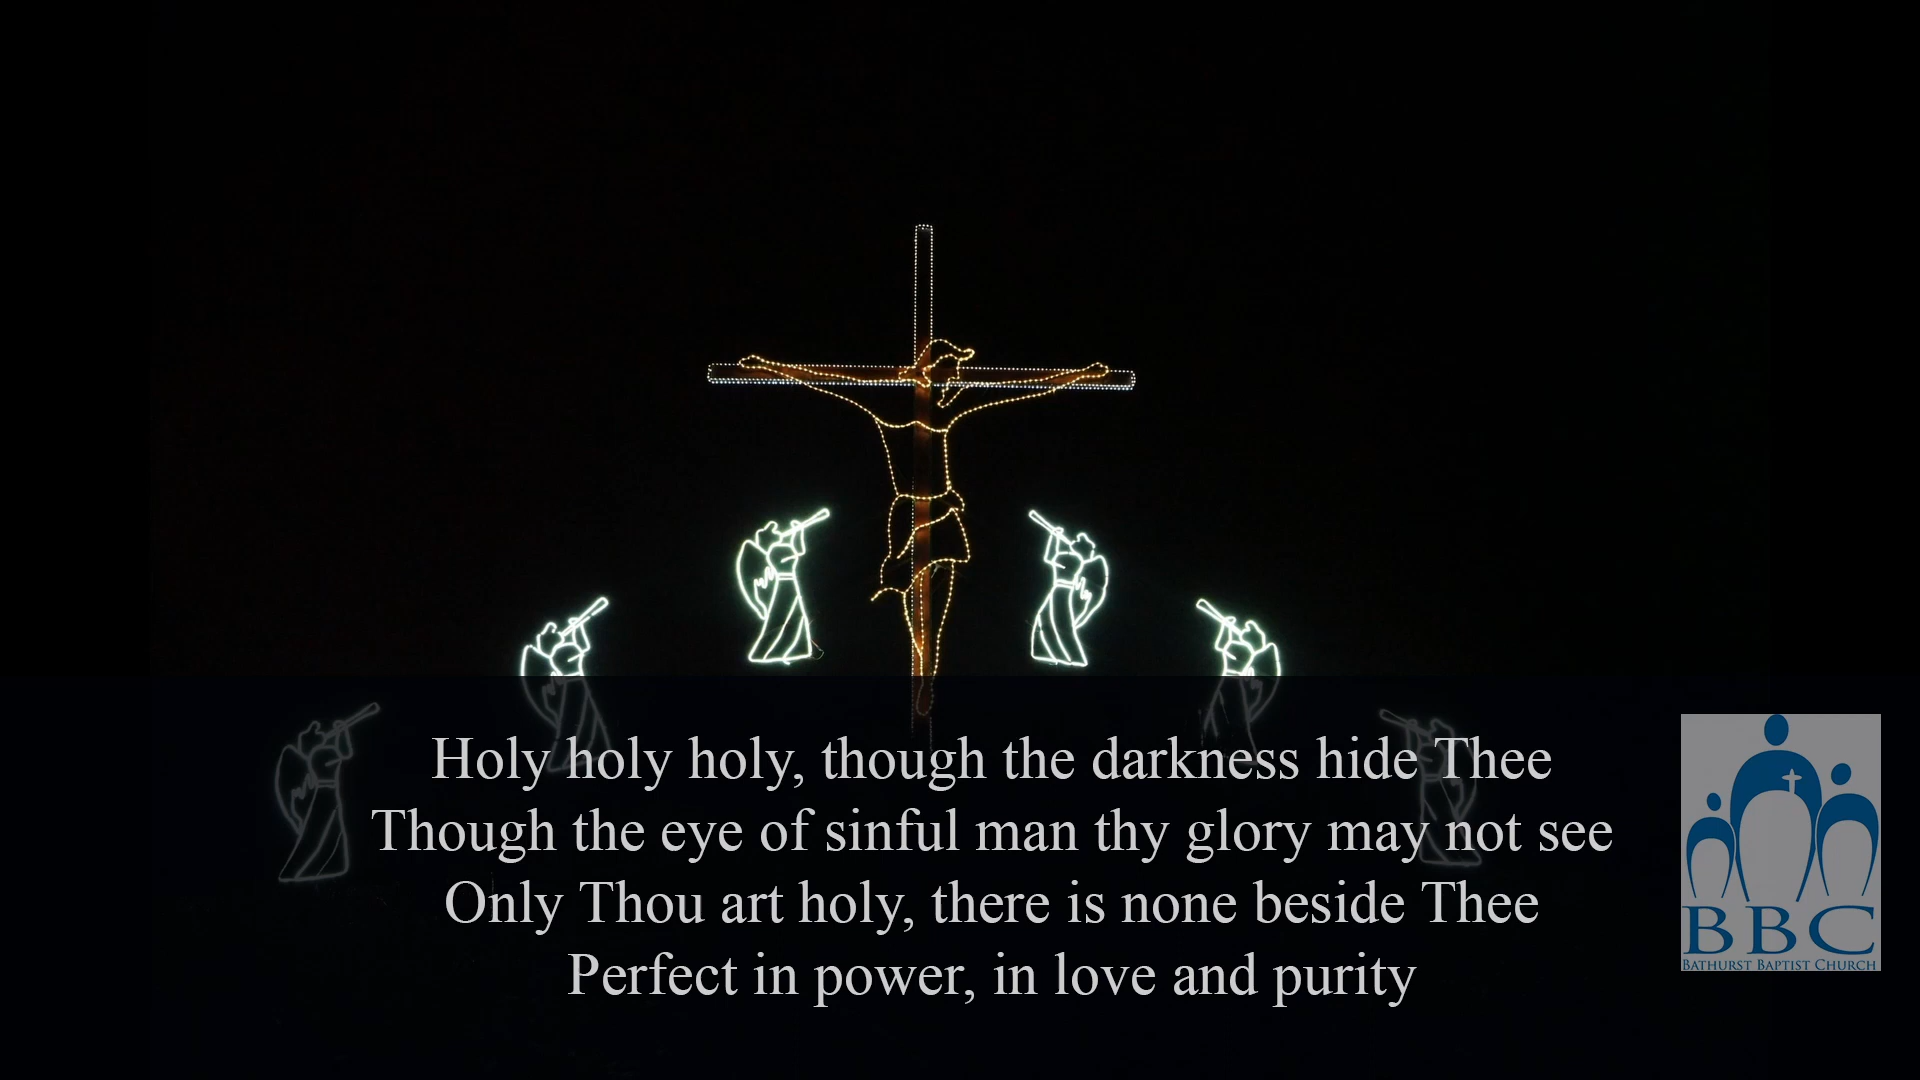 Holy holy holy, though the darkness hide Thee
Though the eye of sinful man thy glory may not see
Only Thou art holy, there is none beside Thee
Perfect in power, in love and purity
BBC
BATHURST BAPTIST CHURCH